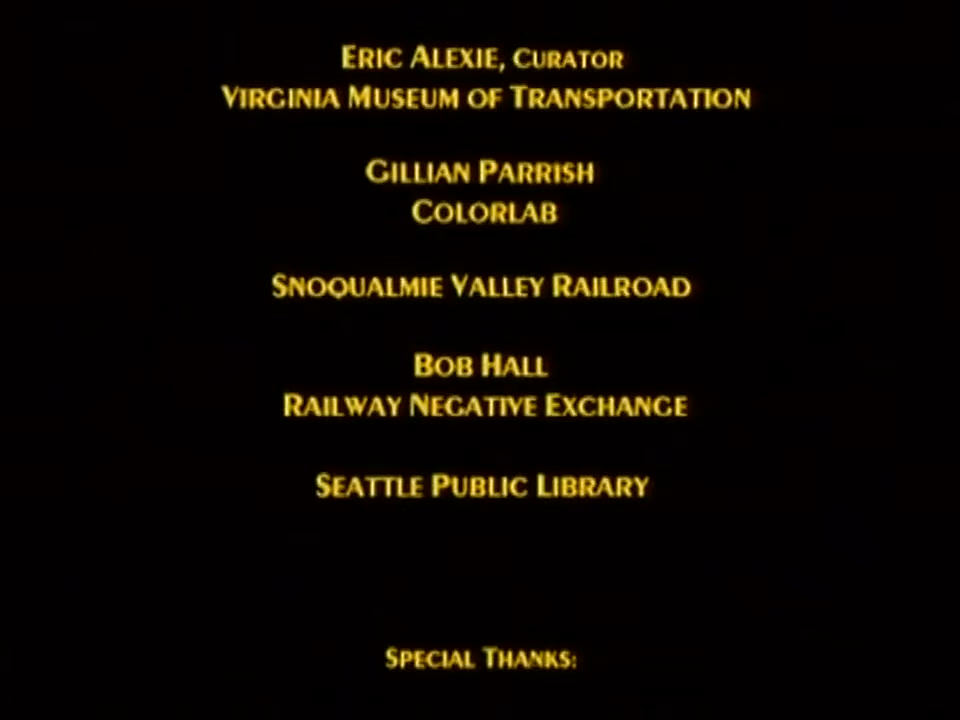 Eric Alexie, Curator
Virginia Museum of Transportation
Gillian Parrish
Colorlab
Snoqualmie Valley Railroad
Bob Hall
Railway Negative Exchange
Seattle Public Library
Special Thanks: